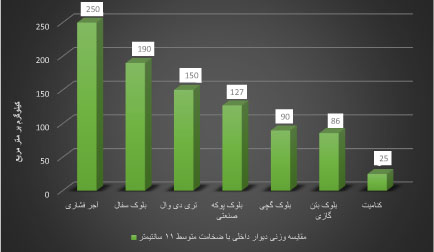 کیلوگرم بر متر مربع
250
200
150
100
50
0
250
190
150
127
90
86
25
اجر فشاری
بلوک سفال
تری دی وال
بلوک پوکه
صنعتی
بلوک گچی
بلوک بتن
گازی
کنامیت
مقایسه وزنی دیوار داخلی با ضخامت متوسط ۱۱ سانتیمتر